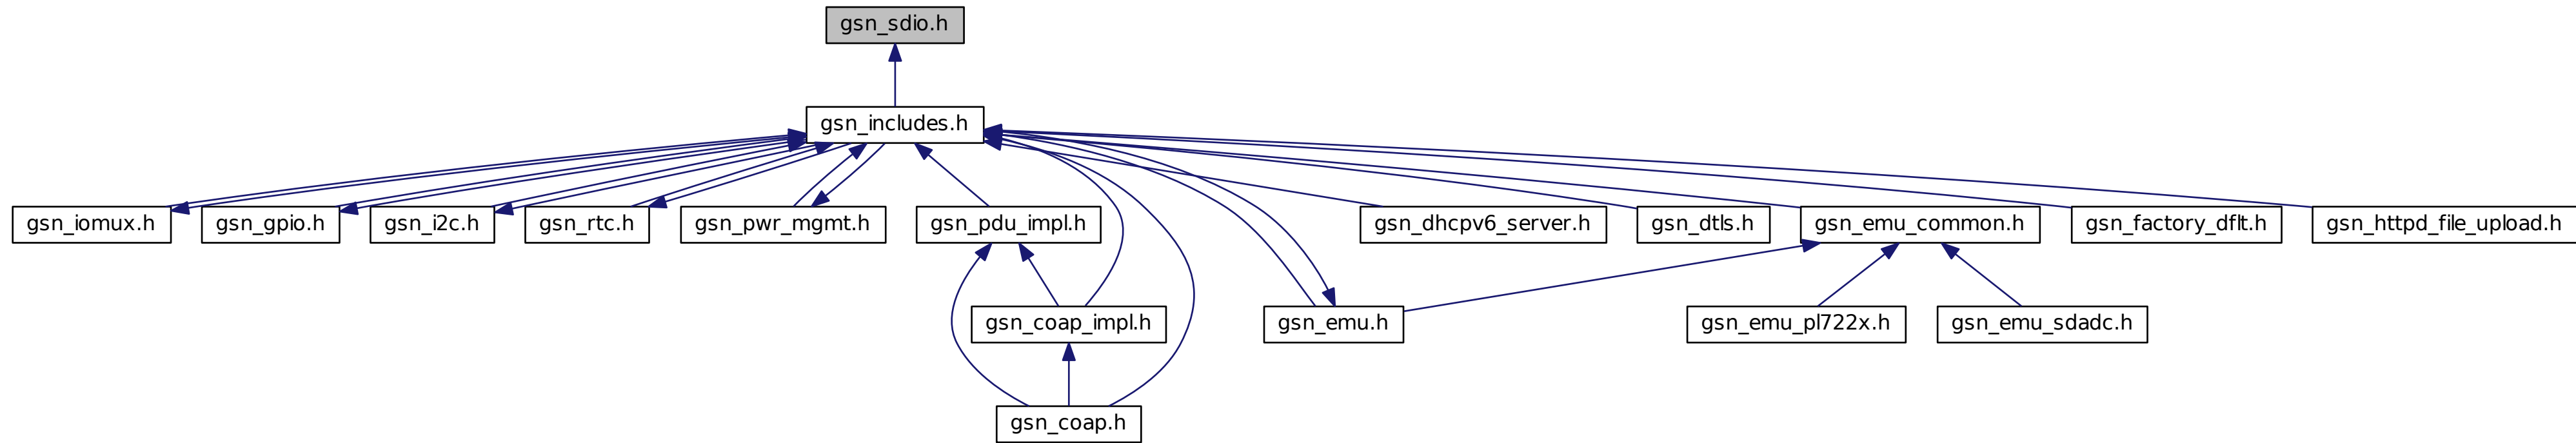 gsn_sdio.h
gsn_includes.h
gsn_iomux.h
gsn_gpio.h
gsn_i2c.h
gsn_rtc.h
gsn_pwr_mgmt.h
gsn_pdu_impl.h
gsn_dhcpv6_server.h
gsn_dtls.h
gsn_emu_common.h
gsn_factory_dflt.h
gsn_httpd_file_upload.h
gsn_coap_impl.h
gsn_emu.h
gsn_emu_pl722x.h
gsn_emu_sdadc.h
gsn_coap.h